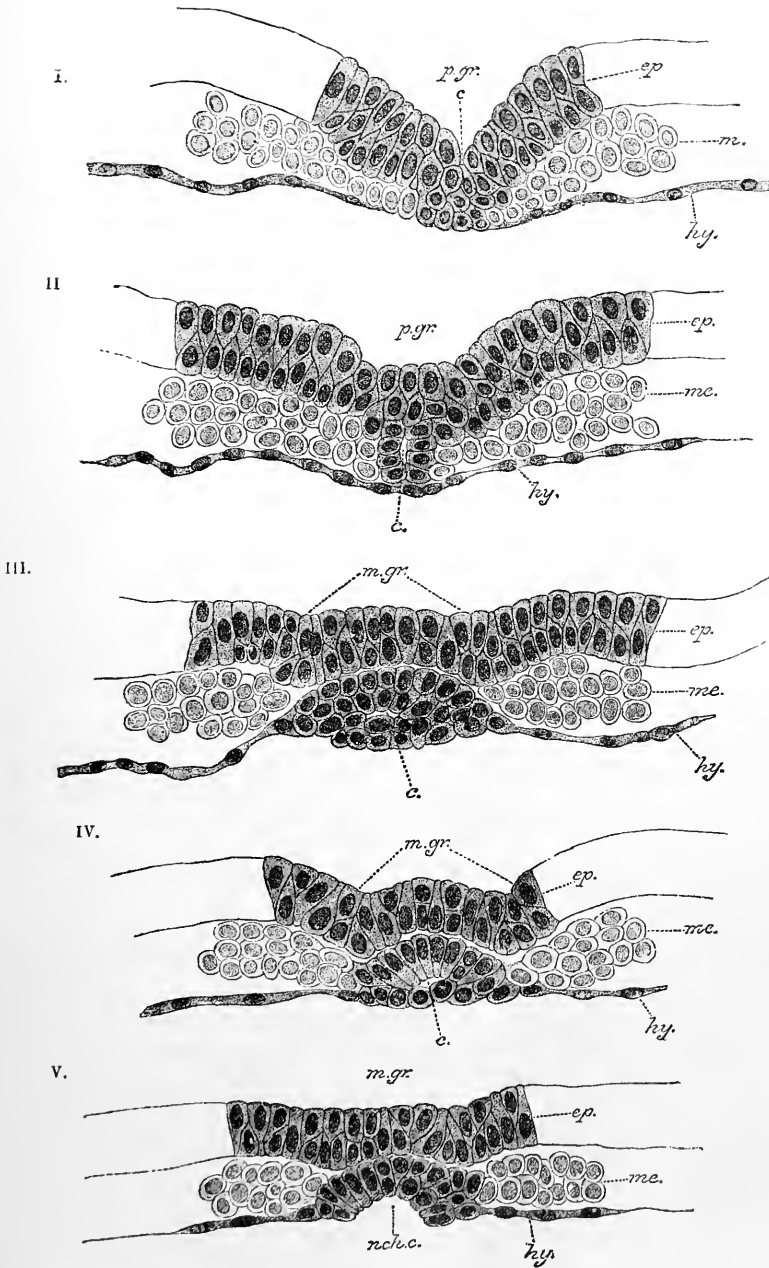 I.
p.gr.
c
ep.
m.
hy.
II
p.gr
ep.
me.
hy.
c.
III.
m.gr.
ep.
me.
hy.
c.
IV.
m.gr.
ep.
me.
hy.
c.
V.
m.gr.
ep.
me.
nch.c.
hy.